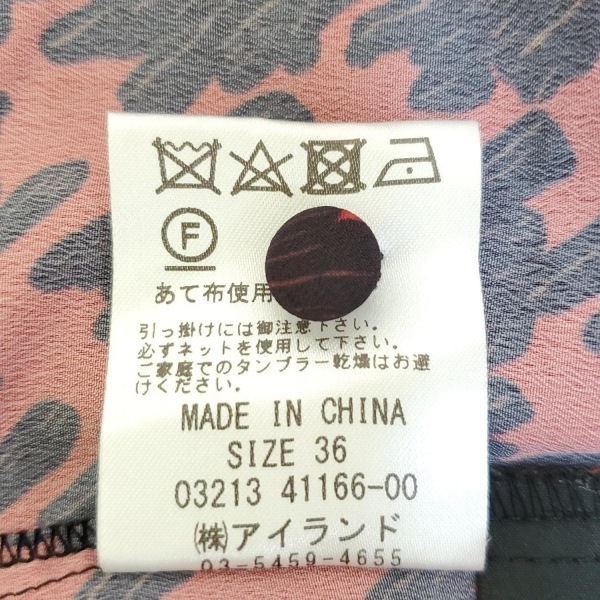 F
あて布使用
引っ掛けには御注意下さい。
必ずネットを使用して下さい。
ご家庭でのタンブラー乾燥はお避
けください。
MADE IN CHINA
SIZE 36
03213 41166-00
㈱アイランド
03-5459-4655